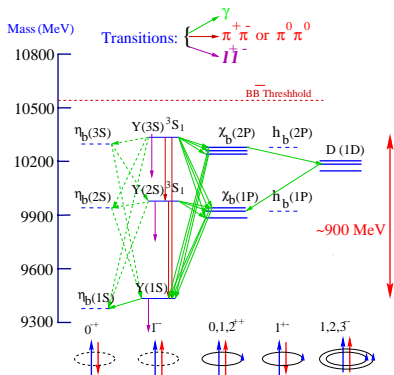 Mass (MeV)
Transitions:
γ
π⁺π⁻ or π⁰π⁰
l⁺l⁻
10800
10500
10200
9900
9600
9300
BB Threshhold
η_b(3S)
Υ(3S) ³S₁
χ_b(2P)
h_b(2P)
D (1D)
η_b(2S)
Υ(2S) ³S₁
χ_b(1P)
h_b(1P)
~900 MeV
η_b(1S)
Υ(1S)
0⁻⁺
1⁻⁻
0,1,2⁺⁺
1⁺⁻
1,2,3⁻⁻